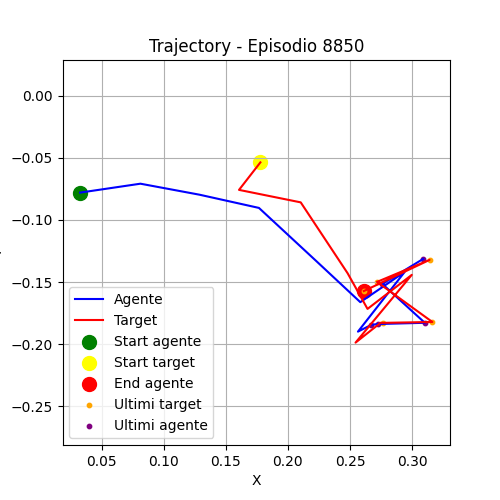 Trajectory - Episodio 8850
0.00
−0.05
−0.10
−0.15
−0.20
−0.25
Agente
Target
Start agente
Start target
End agente
Ultimi target
Ultimi agente
0.05 0.10 0.15 0.20 0.25 0.30
X